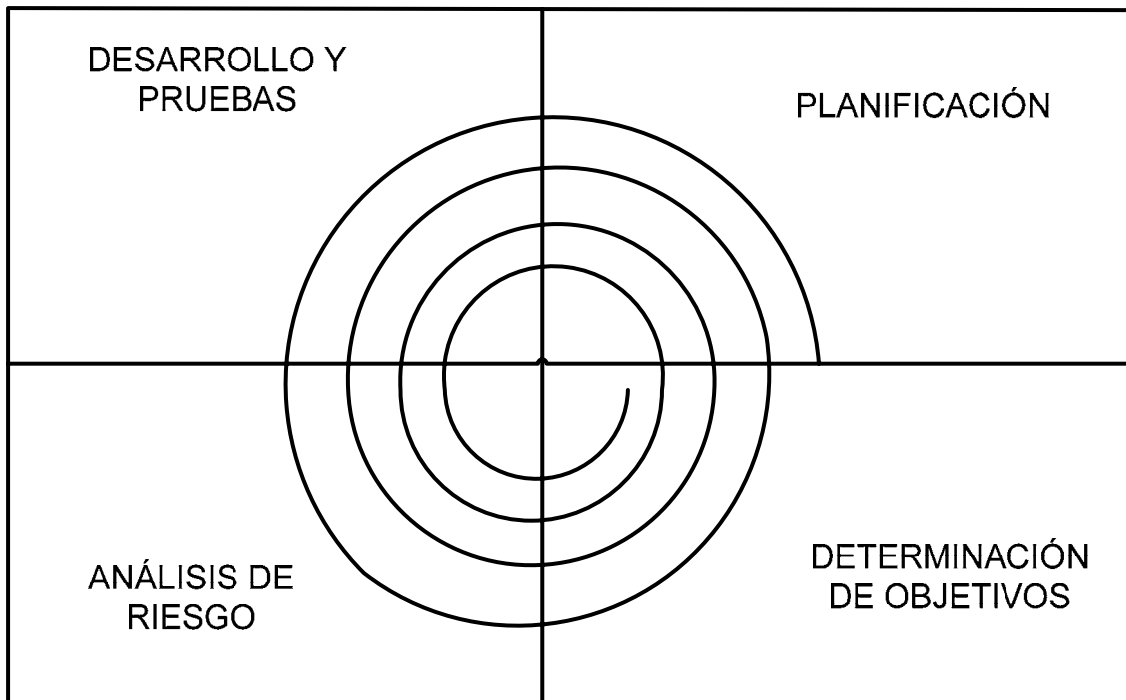 DESARROLLO Y
PRUEBAS
PLANIFICACIÓN
ANÁLISIS DE
RIESGO
DETERMINACIÓN
DE OBJETIVOS